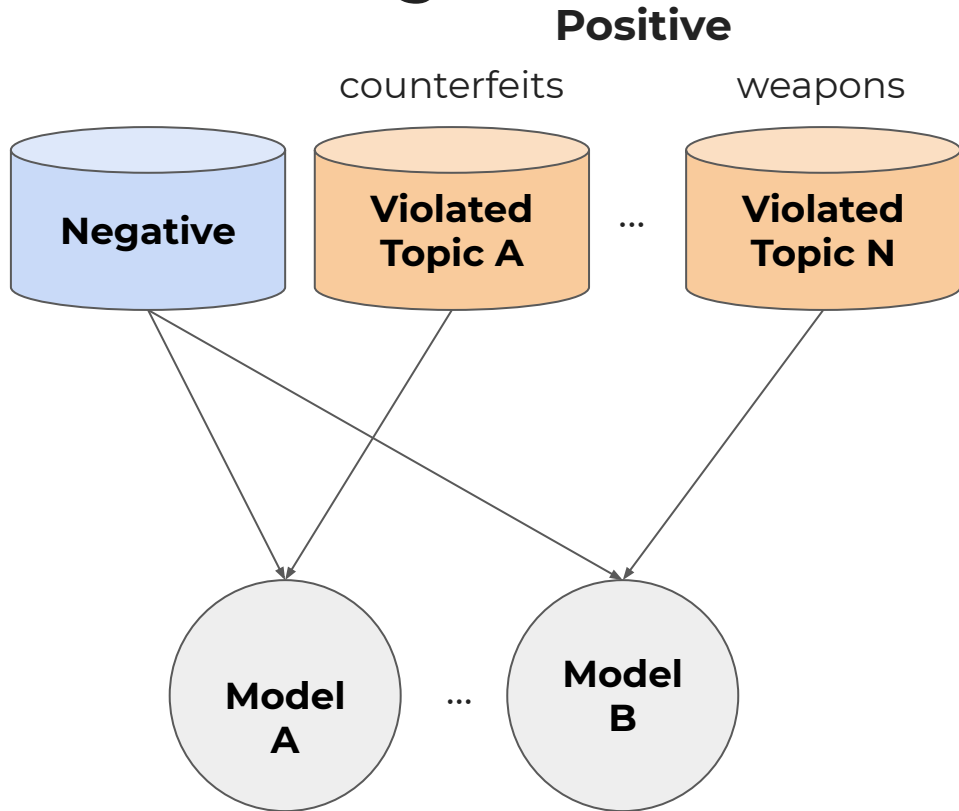 Positive
counterfeits
weapons
Negative
Violated
Topic A
...
Violated
Topic N
Model
A
...
Model
B